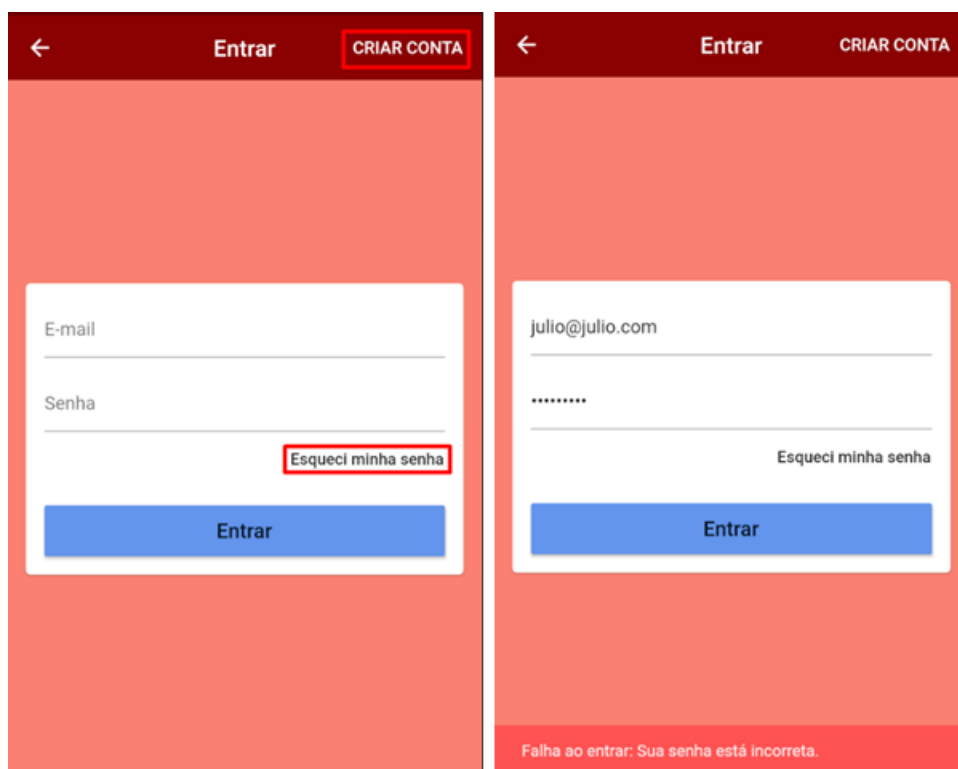 Entrar
CRIAR CONTA
E-mail
Senha
Esqueci minha senha
Entrar
Entrar
CRIAR CONTA
julio@julio.com
•••••••••
Esqueci minha senha
Entrar
Falha ao entrar: Sua senha está incorreta.